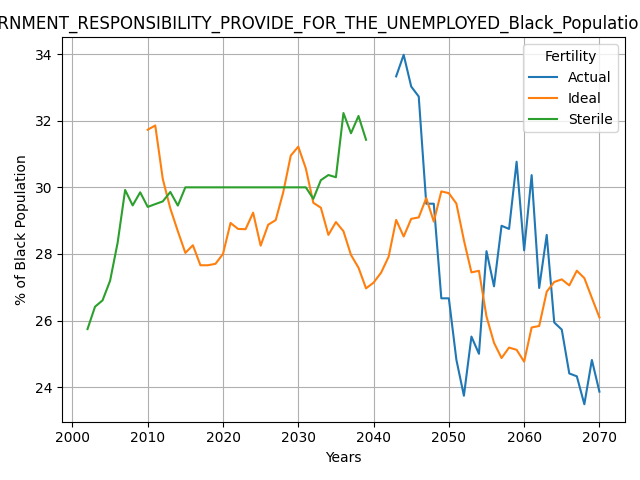 RNMENT_RESPONSIBILITY_PROVIDE_FOR_THE_UNEMPLOYED_Black_Populatio
Fertility
Actual
Ideal
Sterile
% of Black Population
34
32
30
28
26
24
2000 2010 2020 2030 2040 2050 2060 2070
Years